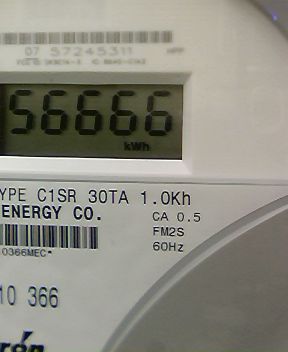 07 57245311
56666
kWh
YPE C1SR 30TA 1.0Kh
ENERGY CO.
CA 0.5
FM2S
60Hz
0366MEC*
10 366
rón